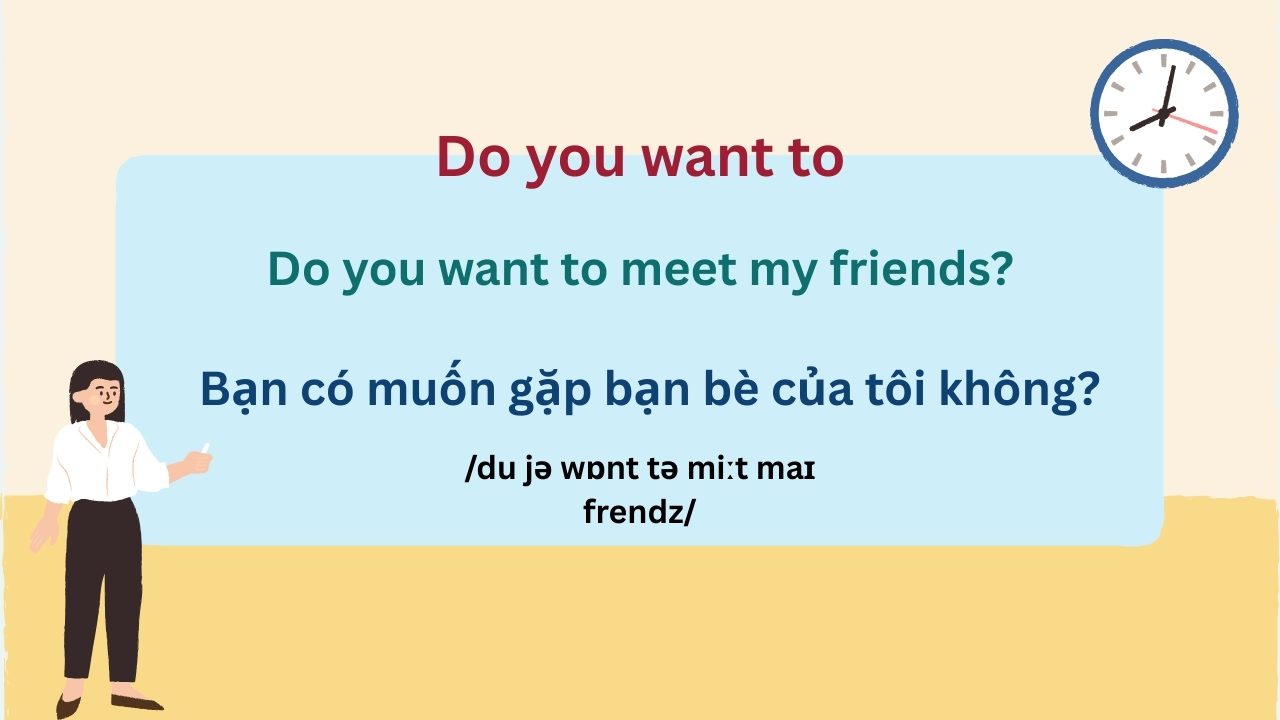 Do you want to
Do you want to meet my friends?
Bạn có muốn gặp bạn bè của tôi không?
/du jə wɒnt tə miːt maɪ
frendz/